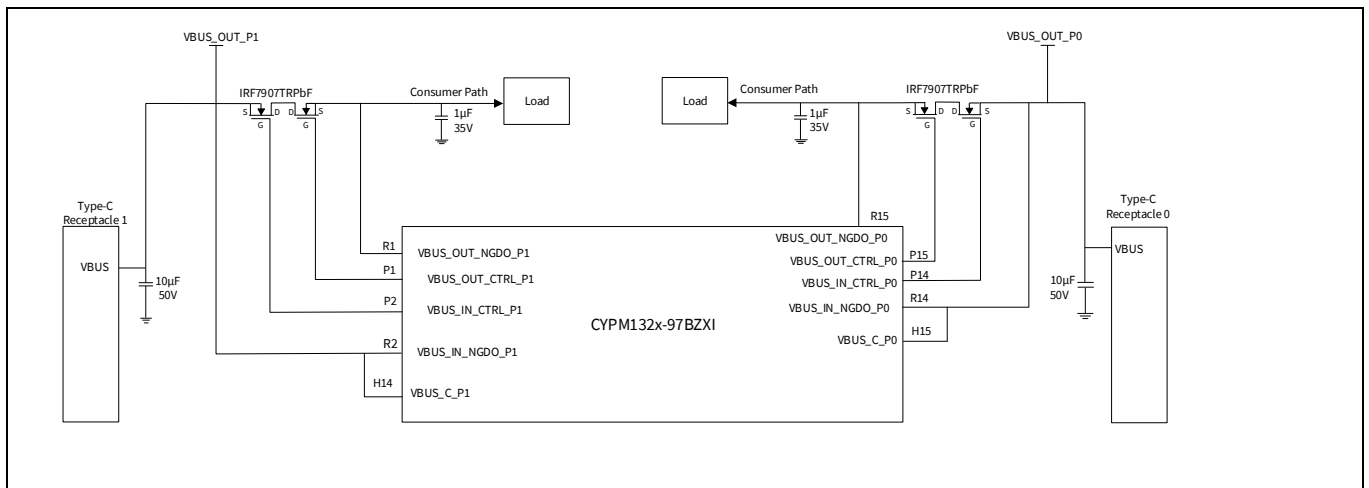 VBUS_OUT_P1
VBUS_OUT_P0
IRF7907TRPbF
Consumer Path
Load
Load
Consumer Path
IRF7907TRPbF
S
D
D
S
G
G
1µF
35V
1µF
35V
S
D
D
S
G
G
Type-C
Receptacle 1
VBUS
10µF
50V
R1
VBUS_OUT_NGDO_P1
P1
VBUS_OUT_CTRL_P1
P2
VBUS_IN_CTRL_P1
R2
VBUS_IN_NGDO_P1
H14
VBUS_C_P1
CYPM132x-97BZXI
R15
VBUS_OUT_NGDO_P0
P15
VBUS_OUT_CTRL_P0
P14
VBUS_IN_CTRL_P0
R14
VBUS_IN_NGDO_P0
H15
VBUS_C_P0
Type-C
Receptacle 0
VBUS
10µF
50V